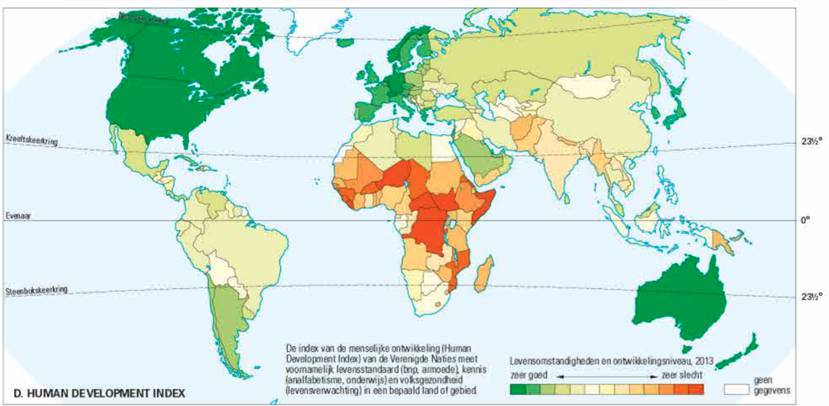 Kreeftskeerring
23½°
Evenaar
0°
Steenbokskeerkring
23½°
De index van de menselijke ontwikkeling (Human
Development Index) van de Verenigde Naties meet
voornamelijk levensstandaard (bnp, armoede), kennis
(analfabetisme, onderwijs) en volksgezondheid
(levensverwachting) in een bepaald land of gebied.
Levensomstandigheden en ontwikkelingsniveau, 2013
zeer goed
zeer slecht
geen
gegevens
D. HUMAN DEVELOPMENT INDEX